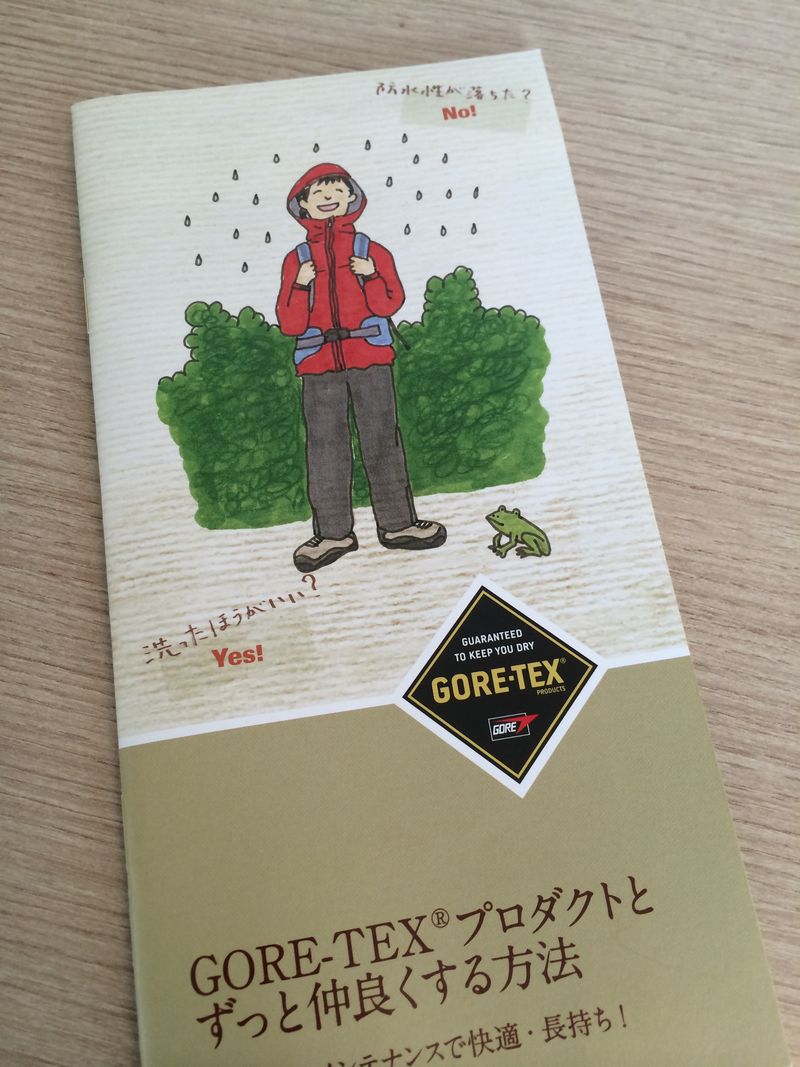 防水性が落ちた?
No!
洗ったほうがいい?
Yes!
GUARANTEED
TO KEEP YOU DRY
GORE-TEX®
PRODUCTS
GORE
GORE-TEX®プロダクトと
ずっと仲良くする方法
ンテナンスで快適・長持ち!